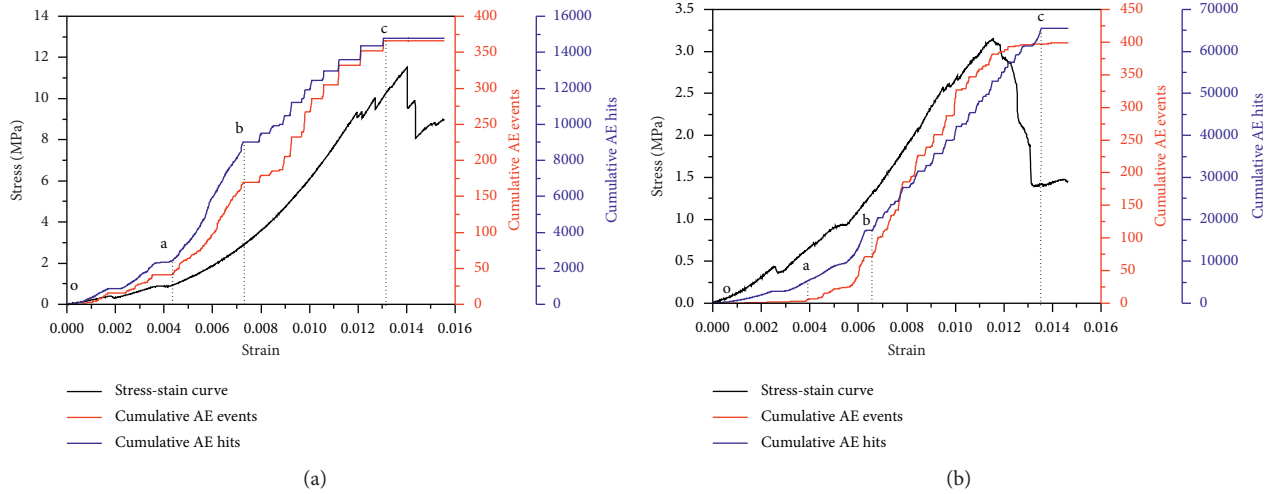 14
12
10
8
6
4
2
0
Stress (MPa)
0.000 0.002 0.004 0.006 0.008 0.010 0.012 0.014 0.016
Strain
400
350
300
250
200
150
100
50
0
Cumulative AE events
16000
14000
12000
10000
8000
6000
4000
2000
0
Cumulative AE hits
o
a
b
c
Stress-stain curve
Cumulative AE events
Cumulative AE hits
(a)
3.5
3.0
2.5
2.0
1.5
1.0
0.5
0.0
Stress (MPa)
0.000 0.002 0.004 0.006 0.008 0.010 0.012 0.014 0.016
Strain
450
400
350
300
250
200
150
100
50
0
Cumulative AE events
70000
60000
50000
40000
30000
20000
10000
0
Cumulative AE hits
o
a
b
c
Stress-stain curve
Cumulative AE events
Cumulative AE hits
(b)